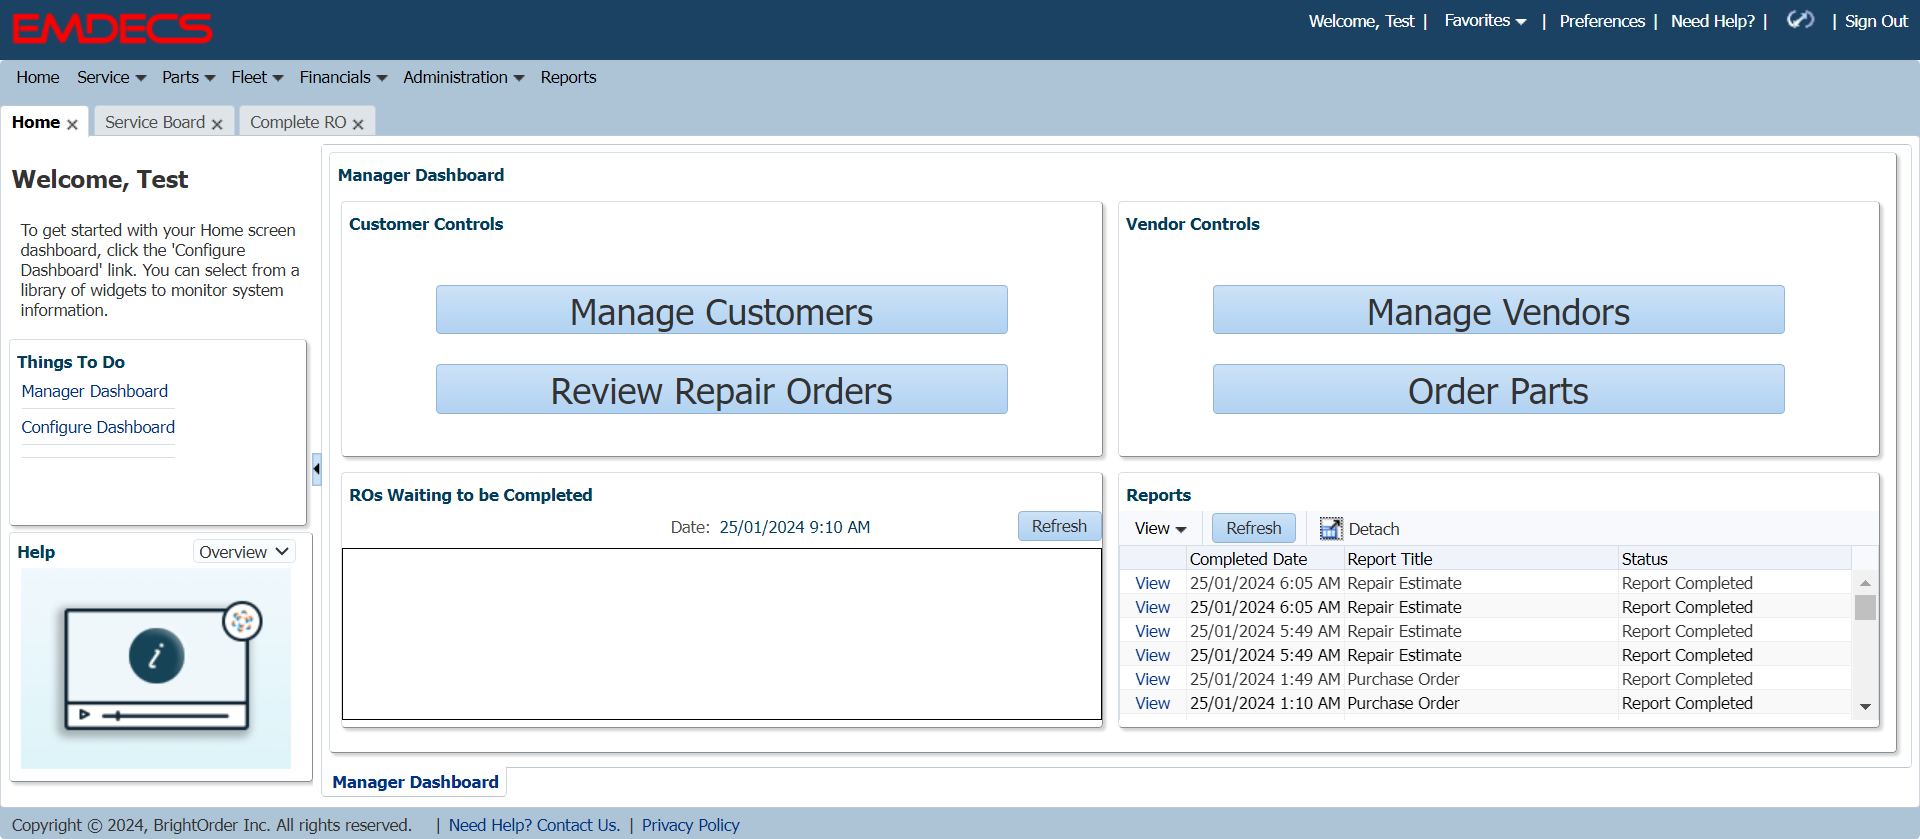 EMDECS
Welcome, Test | Favorites | Preferences | Need Help? | | Sign Out
Home Service Parts Fleet Financials Administration Reports
Home Service Board Complete RO
Welcome, Test
To get started with your Home screen
dashboard, click the 'Configure
Dashboard' link. You can select from a
library of widgets to monitor system
information.
Things To Do
Manager Dashboard
Configure Dashboard
Help Overview
i
Manager Dashboard
Customer Controls
Manage Customers
Review Repair Orders
Vendor Controls
Manage Vendors
Order Parts
ROs Waiting to be Completed
Date: 25/01/2024 9:10 AM Refresh
Reports
View Refresh Detach
Completed Date Report Title Status
View 25/01/2024 6:05 AM Repair Estimate Report Completed
View 25/01/2024 6:05 AM Repair Estimate Report Completed
View 25/01/2024 5:49 AM Repair Estimate Report Completed
View 25/01/2024 5:49 AM Repair Estimate Report Completed
View 25/01/2024 1:49 AM Purchase Order Report Completed
View 25/01/2024 1:10 AM Purchase Order Report Completed
Manager Dashboard
Copyright © 2024, BrightOrder Inc. All rights reserved. | Need Help? Contact Us. | Privacy Policy